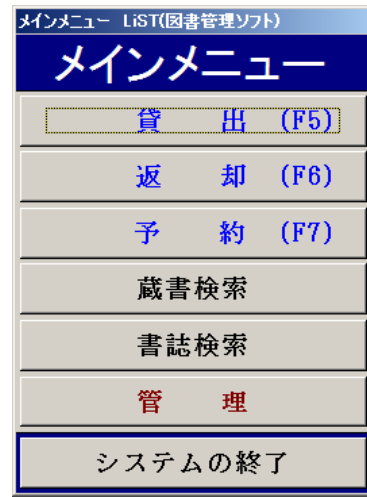 メインメニュー LiST(図書管理ソフト)
メインメニュー
貸 出 (F5)
返 却 (F6)
予 約 (F7)
蔵書検索
書誌検索
管 理
システムの終了